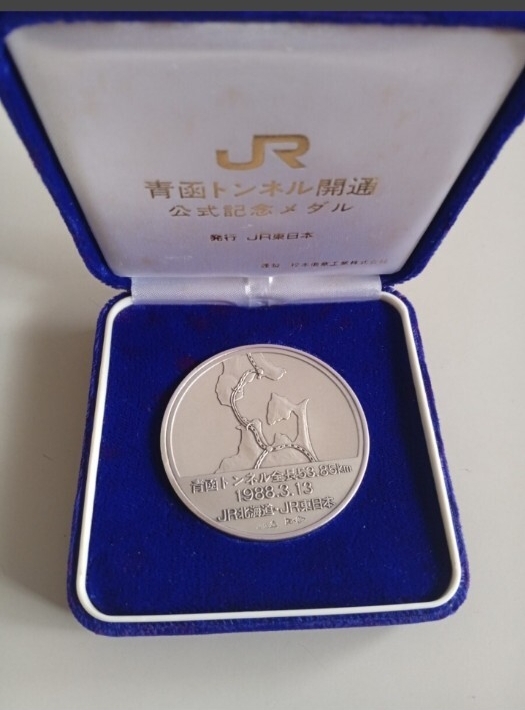 JR
青函トンネル開通
公式記念メダル
発行 JR東日本
青函トンネル全長53.85km
1988.3.13
JR北海道・JR東日本